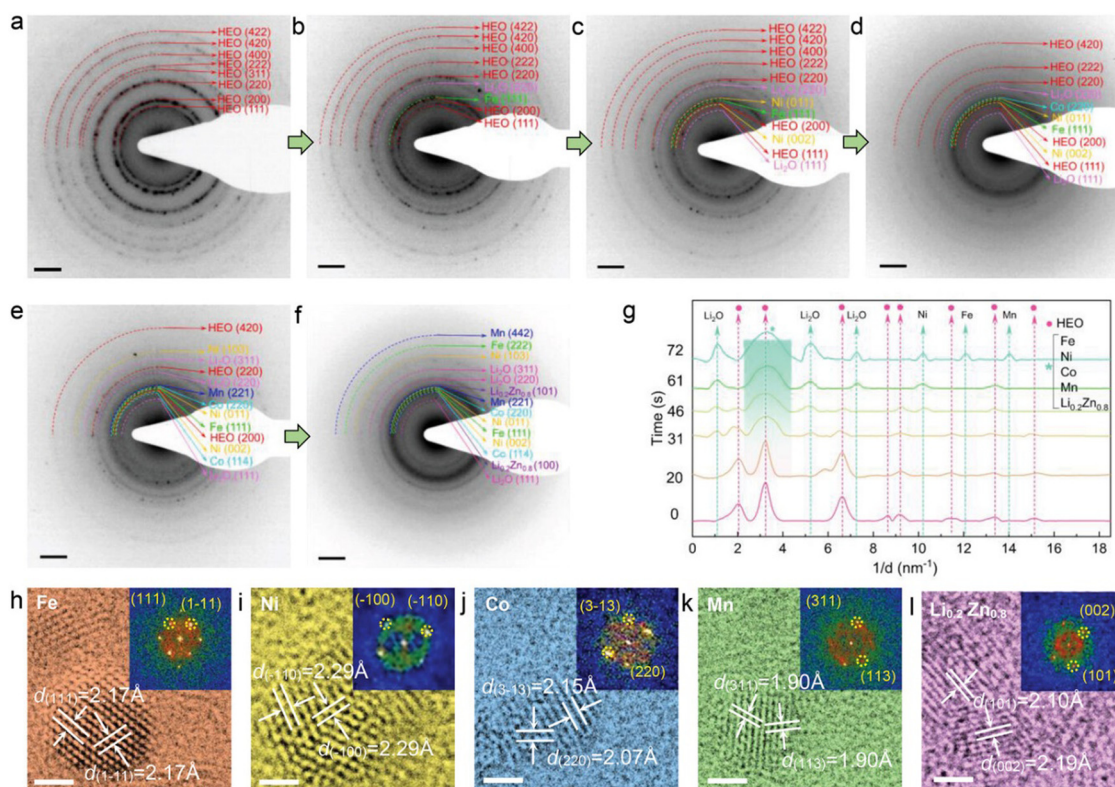 a
HEO (422)
HEO (420)
HEO (400)
HEO (222)
HEO (311)
HEO (220)
HEO (200)
HEO (111)
b
HEO (422)
HEO (420)
HEO (400)
HEO (222)
HEO (220)
HEO (200)
HEO (111)
c
HEO (422)
HEO (420)
HEO (400)
HEO (222)
HEO (220)
Ni (011)
Fe (111)
HEO (200)
Ni (002)
HEO (111)
Li2O (111)
d
HEO (420)
HEO (222)
HEO (220)
Co (220)
Ni (011)
Fe (111)
HEO (200)
Ni (002)
HEO (111)
Li2O (111)
e
HEO (420)
Li2O (311)
HEO (220)
Li2O (220)
Mn (221)
Co (220)
Ni (011)
Fe (111)
HEO (200)
Ni (002)
Co (114)
Li2O (111)
f
Mn (442)
Fe (222)
Ni (103)
Li2O (311)
Li2O (220)
Li0.2Zn0.8 (101)
Mn (221)
Co (220)
Ni (011)
Fe (111)
Ni (002)
Co (114)
Li0.2Zn0.8 (100)
Li2O (111)
g
Li2O
*
Li2O
Li2O
Ni
Fe
Mn
HEO
Fe
Ni
* Co
Mn
Li0.2Zn0.8
Time (s)
72
61
46
31
20
0
0 2 4 6 8 10 12 14 16 18
1/d (nm-1)
h Fe
(111)
(1-11)
d(111)=2.17Å
d(1-11)=2.17Å
i Ni
(-100)
(-110)
d(-110)=2.29Å
d(-100)=2.29Å
j Co
(3-13)
(220)
d(3-13)=2.15Å
d(220)=2.07Å
k Mn
(311)
(113)
d(311)=1.90Å
d(113)=1.90Å
l Li0.2 Zn0.8
(002)
(101)
d(101)=2.10Å
d(002)=2.19Å